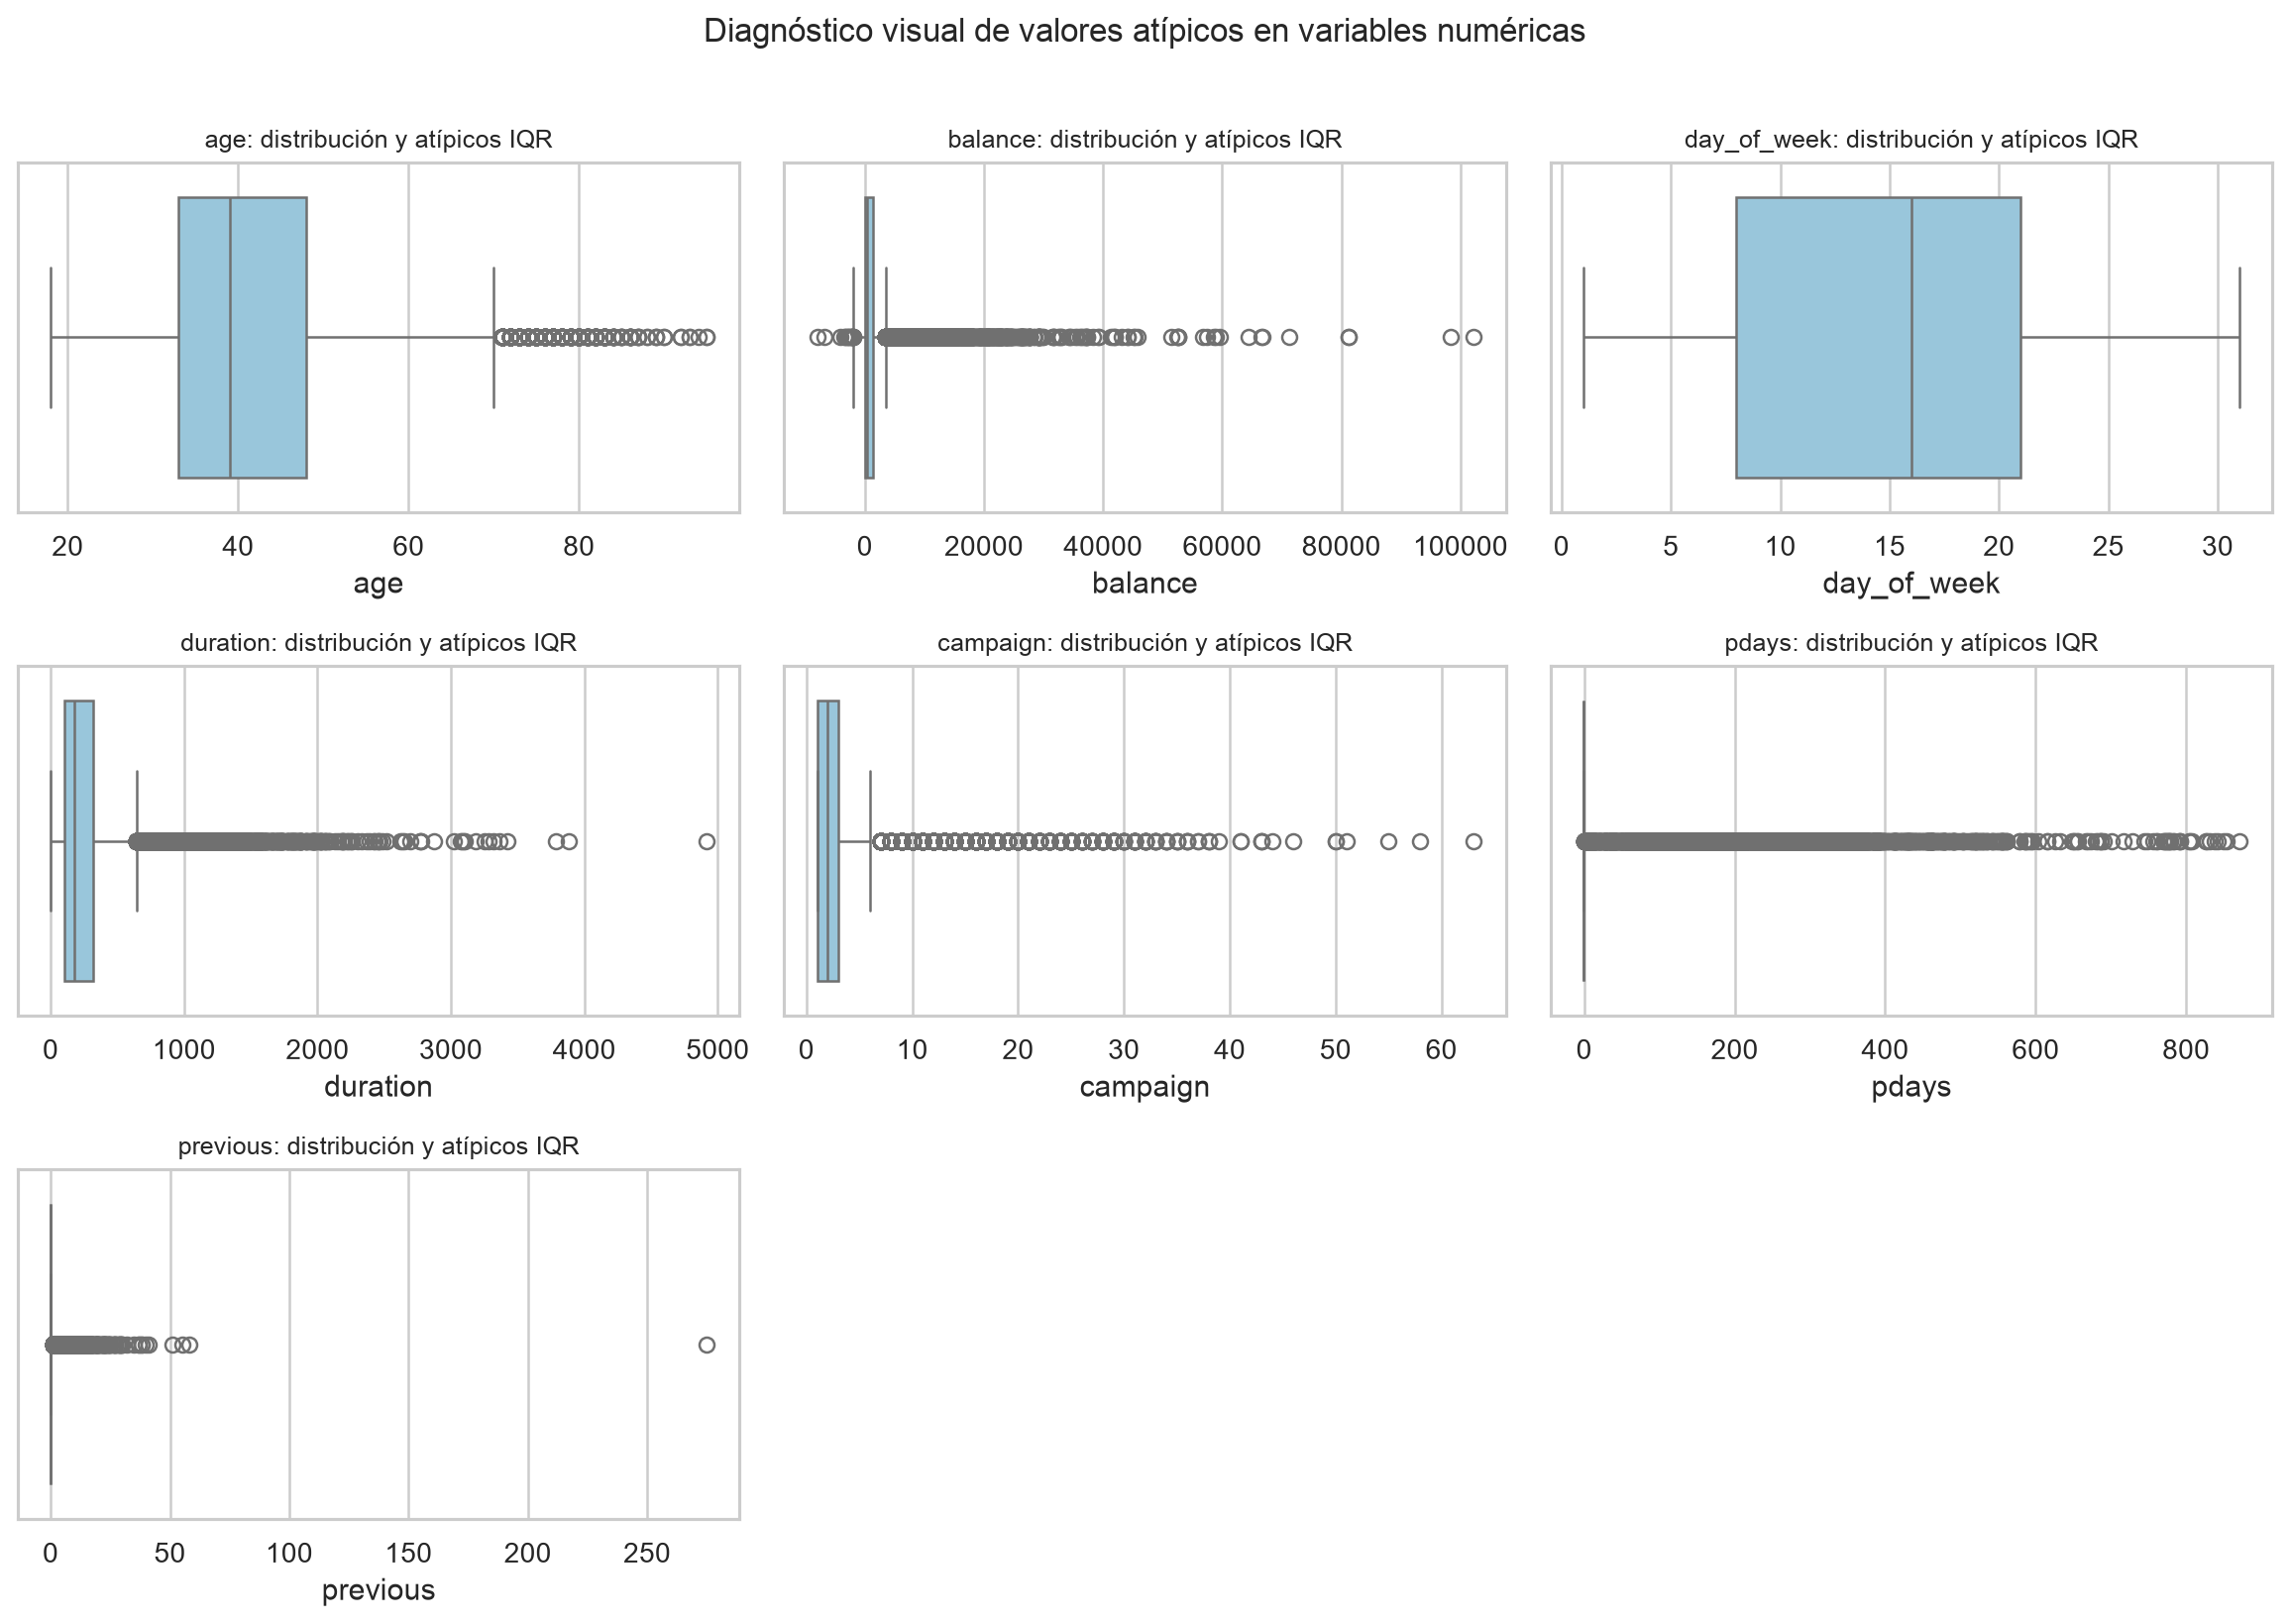 Diagnóstico visual de valores atípicos en variables numéricas
age: distribución y atípicos IQR
balance: distribución y atípicos IQR
day_of_week: distribución y atípicos IQR
20 40 60 80
0 20000 40000 60000 80000 100000
0 5 10 15 20 25 30
age
balance
day_of_week
duration: distribución y atípicos IQR
campaign: distribución y atípicos IQR
pdays: distribución y atípicos IQR
0 1000 2000 3000 4000 5000
0 10 20 30 40 50 60
0 200 400 600 800
duration
campaign
pdays
previous: distribución y atípicos IQR
0 50 100 150 200 250
previous